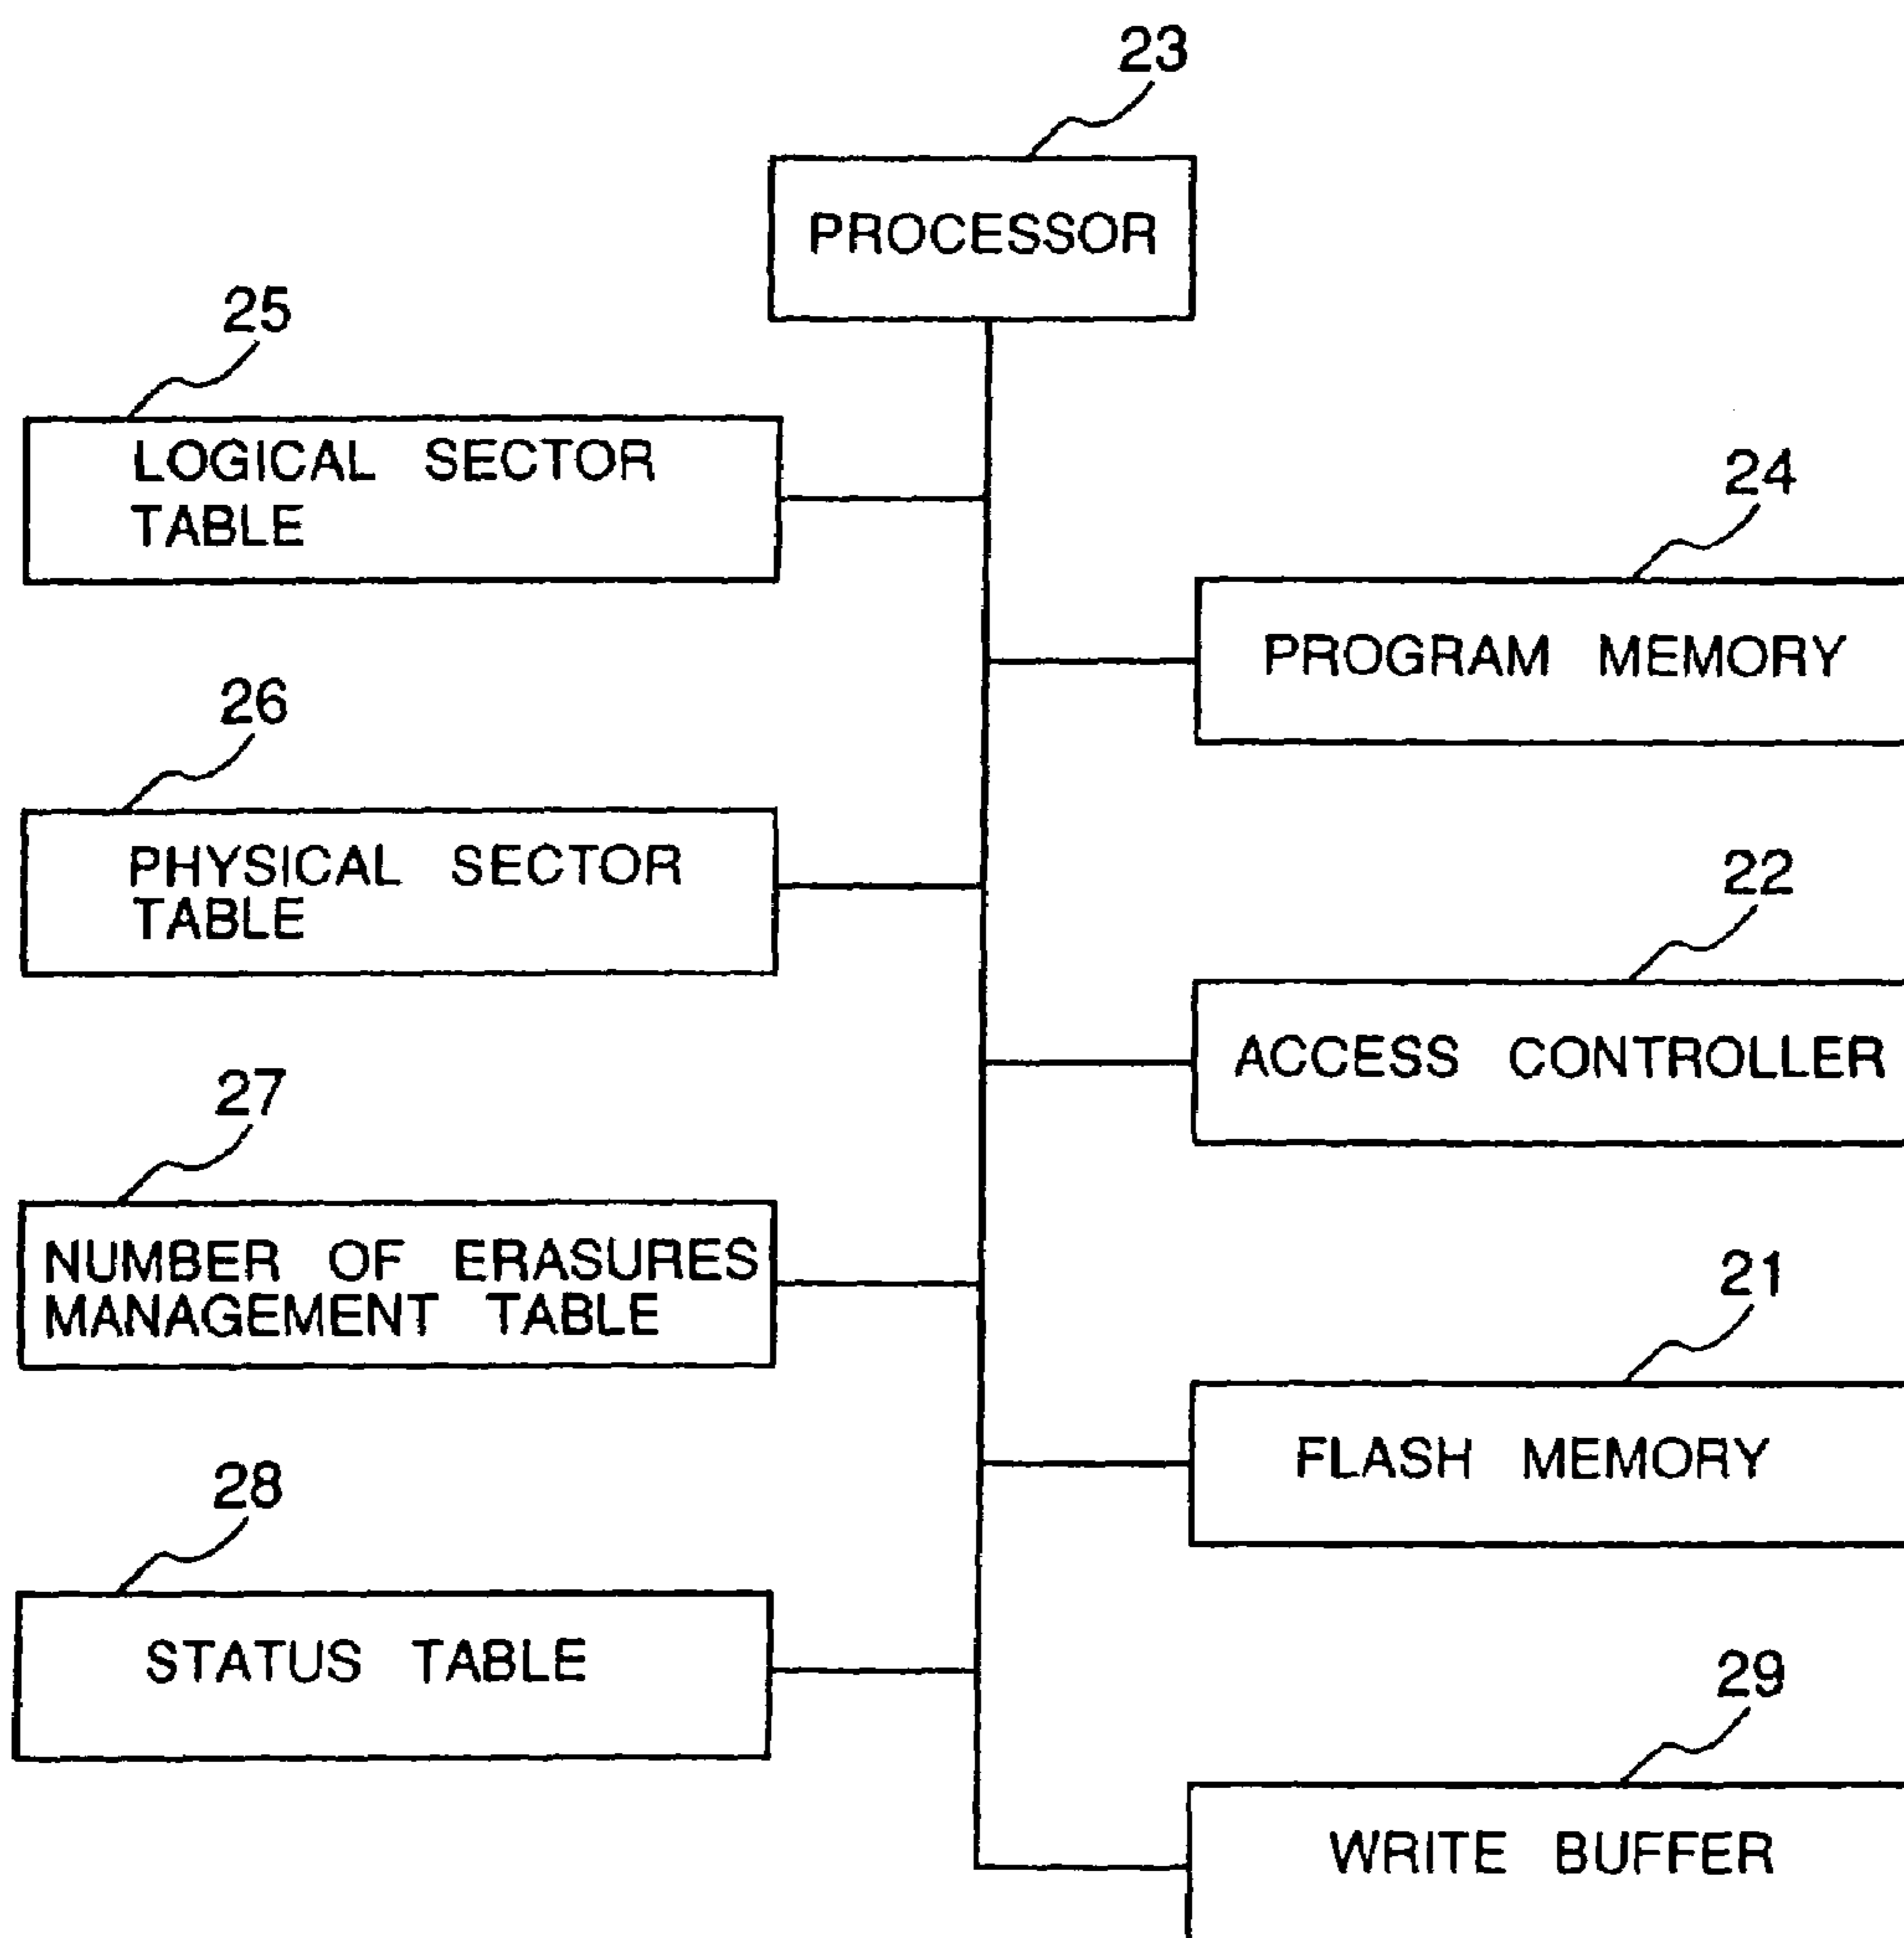 23
PROCESSOR
25
LOGICAL SECTOR
TABLE
24
PROGRAM MEMORY
26
PHYSICAL SECTOR
TABLE
22
ACCESS CONTROLLER
27
NUMBER OF ERASURES
MANAGEMENT TABLE
21
FLASH MEMORY
28
STATUS TABLE
29
WRITE BUFFER